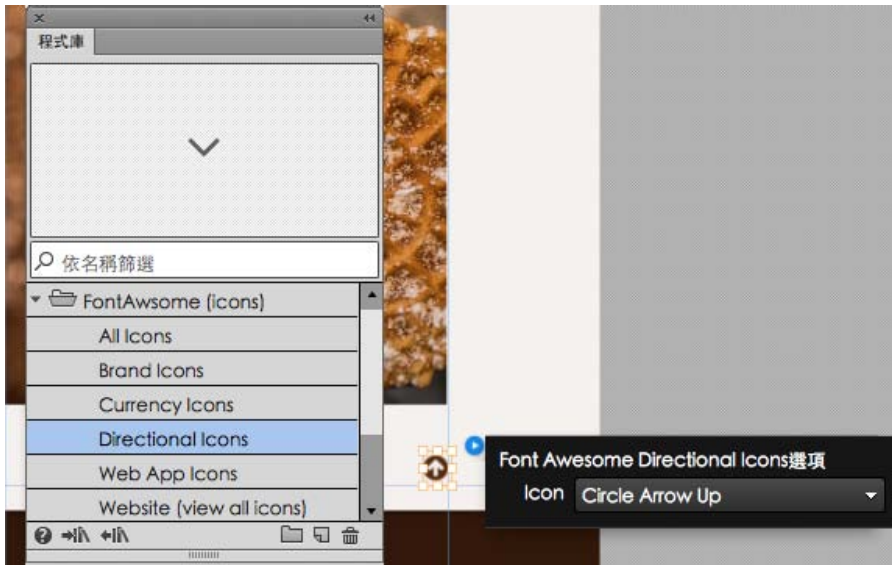 程式庫
依名稱篩選
FontAwsome (icons)
All Icons
Brand Icons
Currency Icons
Directional Icons
Web App Icons
Website (view all icons)
Font Awesome Directional Icons選項
Icon Circle Arrow Up